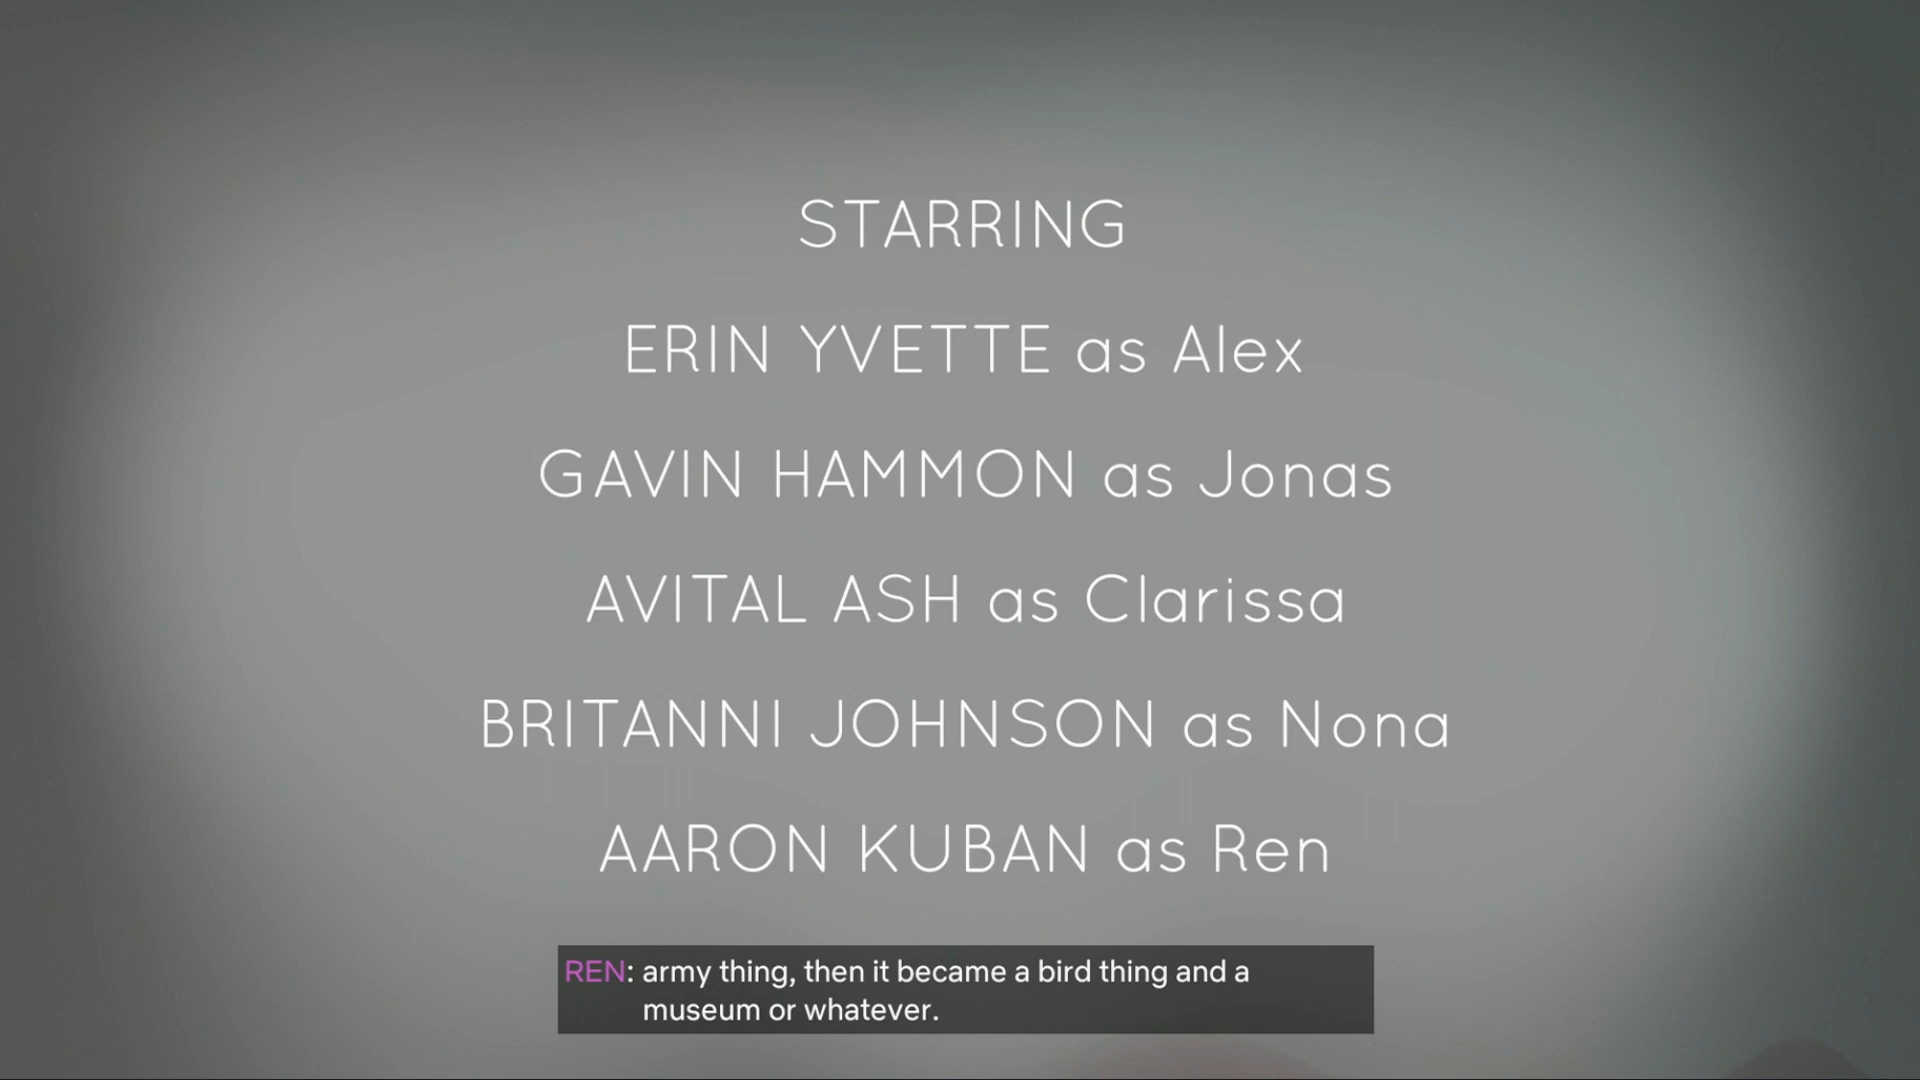 STARRING
ERIN YVETTE as Alex
GAVIN HAMMON as Jonas
AVITAL ASH as Clarissa
BRITANNI JOHNSON as Nona
AARON KUBAN as Ren
REN: army thing, then it became a bird thing and a
museum or whatever.